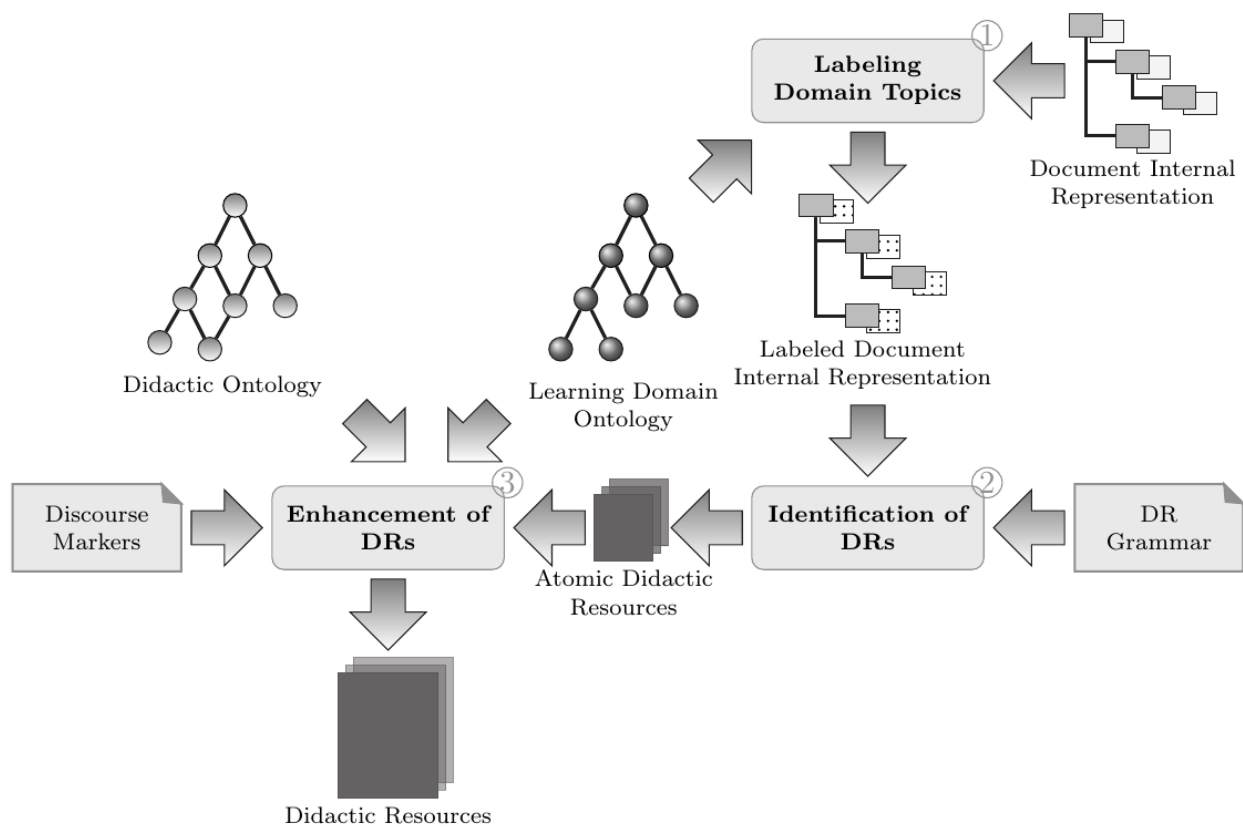 1
Labeling
Domain Topics
Document Internal
Representation
Labeled Document
Internal Representation
Didactic Ontology
Learning Domain
Ontology
Discourse
Markers
3
Enhancement of
DRs
Atomic Didactic
Resources
2
Identification of
DRs
DR
Grammar
Didactic Resources